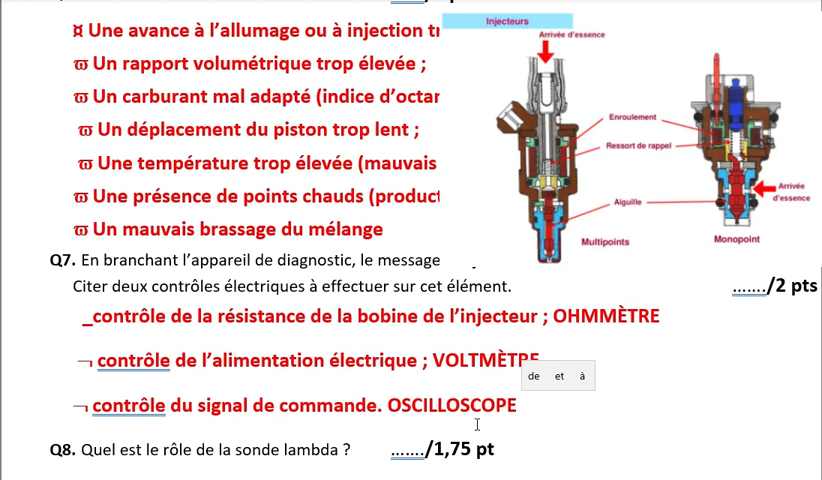 ¤ Une avance à l’allumage ou à injection
ϖ Un rapport volumétrique trop élevée ;
ϖ Un carburant mal adapté (indice
ϖ Un déplacement du piston trop lent ;
ϖ Une température trop élevée (mauvais
ϖ Une présence de points chauds
ϖ Un mauvais brassage du mélange
Injecteurs
Arrivée d'essence
Enroulement
Ressort de rappel
Aiguille
Arrivée
d'essence
Multipoints
Monopoint
Q7. En branchant l’appareil de diagnostic, le message
Citer deux contrôles électriques à effectuer sur cet élément. ......./2 pts
_contrôle de la résistance de la bobine de l’injecteur ; OHMMÈTRE
¬ contrôle de l’alimentation électrique ; VOLTMÈTRE
de et à
¬ contrôle du signal de commande. OSCILLOSCOPE
Q8. Quel est le rôle de la sonde lambda ? ......./1,75 pt